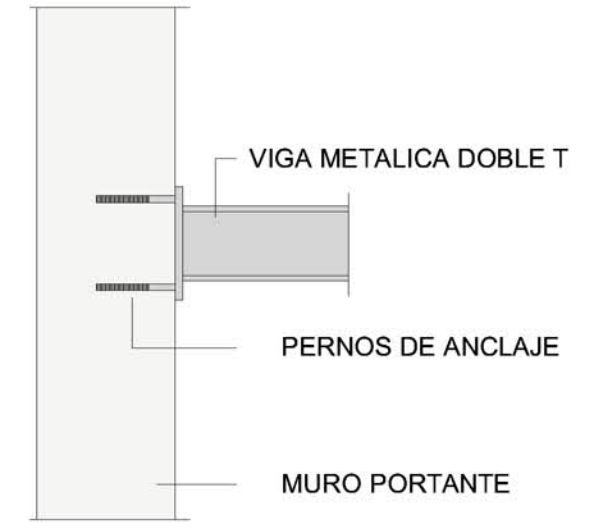 VIGA METALICA DOBLE T
PERNOS DE ANCLAJE
MURO PORTANTE